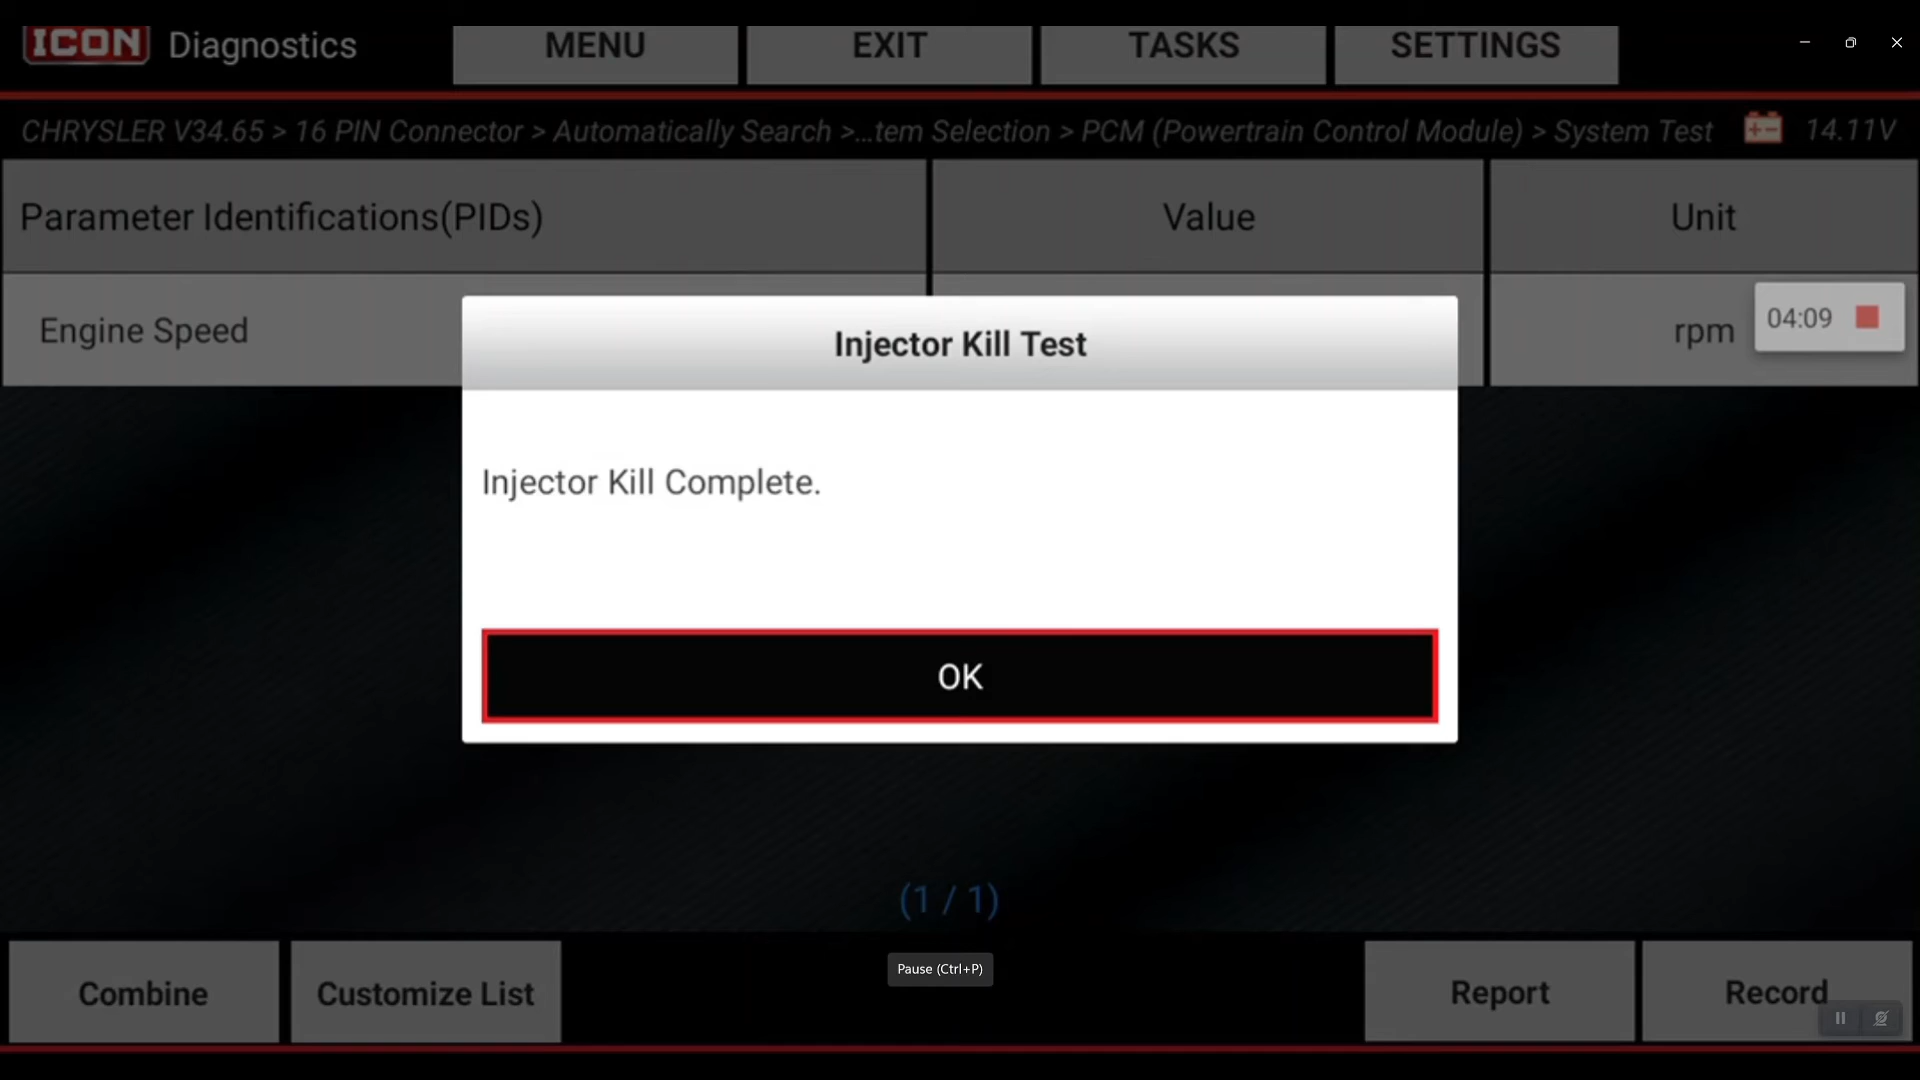 ICON Diagnostics MENU EXIT TASKS SETTINGS
CHRYSLER V34.65 > 16 PIN Connector > Automatically Search >...tem Selection > PCM (Powertrain Control Module) > System Test 14.11V
Parameter Identifications(PIDs) Value Unit
Engine Speed rpm 04:09
Injector Kill Test
Injector Kill Complete.
OK
(1 / 1)
Pause (Ctrl+P)
Combine Customize List Report Record